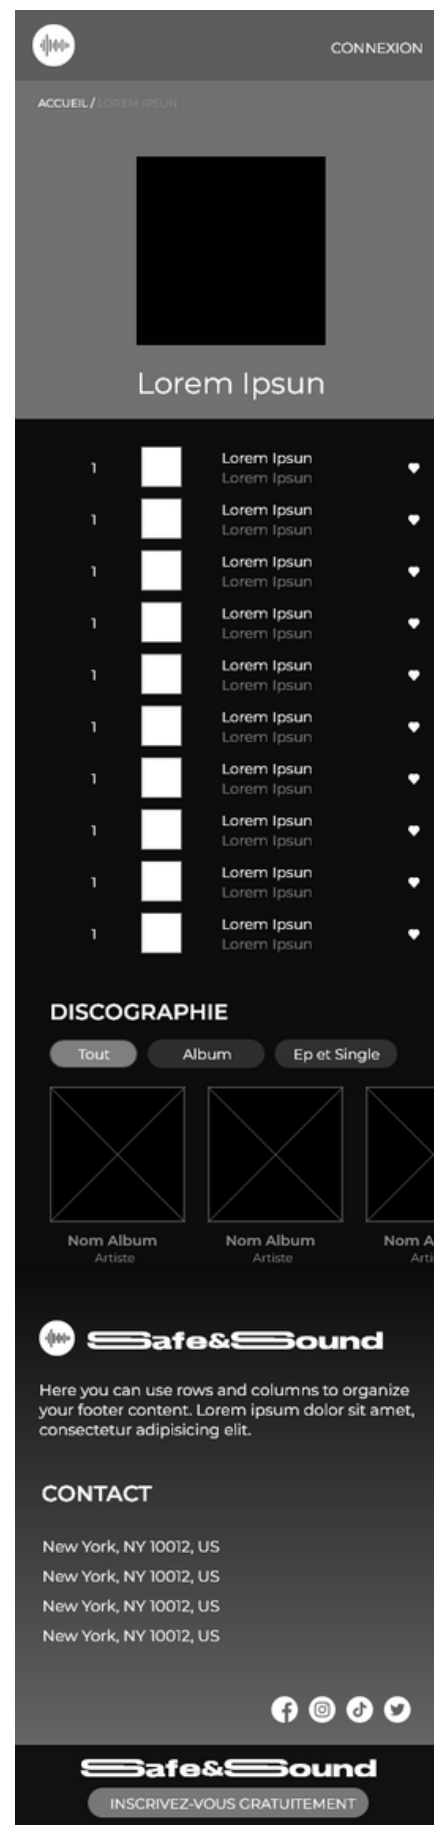 CONNEXION
ACCUEIL / LOREM IPSUN
Lorem Ipsun
1
Lorem Ipsun
Lorem Ipsun
1
Lorem Ipsun
Lorem Ipsun
1
Lorem Ipsun
Lorem Ipsun
1
Lorem Ipsun
Lorem Ipsun
1
Lorem Ipsun
Lorem Ipsun
1
Lorem Ipsun
Lorem Ipsun
1
Lorem Ipsun
Lorem Ipsun
1
Lorem Ipsun
Lorem Ipsun
1
Lorem Ipsun
Lorem Ipsun
1
Lorem Ipsun
Lorem Ipsun
DISCOGRAPHIE
Tout Album Ep et Single
Nom Album Nom Album Nom A
Artiste Artiste Arti
Safe&Sound
Here you can use rows and columns to organize
your footer content. Lorem ipsum dolor sit amet,
consectetur adipisicing elit.
CONTACT
New York, NY 10012, US
New York, NY 10012, US
New York, NY 10012, US
New York, NY 10012, US
Safe&Sound
INSCRIVEZ-VOUS GRATUITEMENT